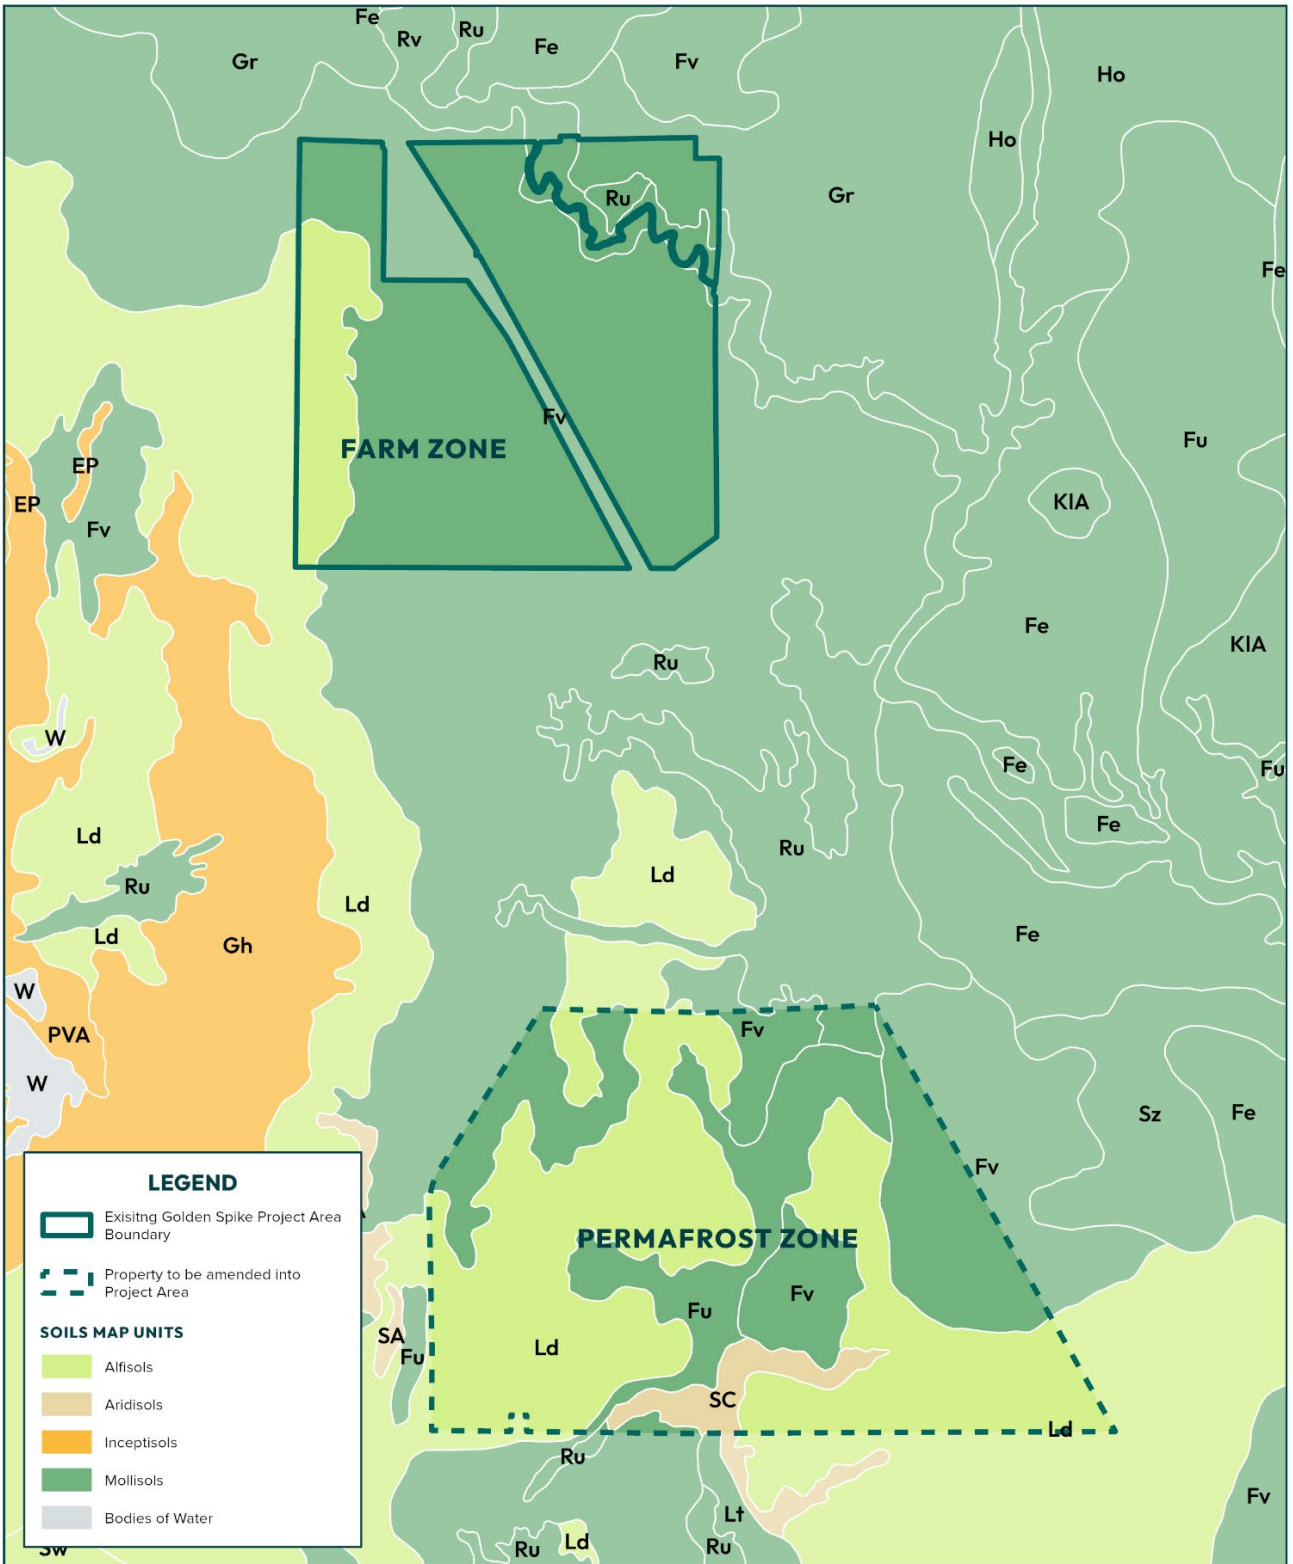 Fe
Ru
Rv
Fe
Gr
Fv
Ho
Ho
Gr
Ru
Fe
Fv
FARM ZONE
Fu
EP
EP
KIA
Fv
Fe
KIA
Ru
W
Fe
Fu
Fe
Ld
Ru
Ld
Ru
Ld
Ld
Gh
Fe
W
PVA
Fv
W
Sz
Fe
Fv
PERMAFROST ZONE
Fv
Fu
SA
Fu
Ld
SC
Ld
Ru
Fv
Lt
Ru
Ld
Ru
Sw
LEGEND
Exisitng Golden Spike Project Area
Boundary
Property to be amended into
Project Area
SOILS MAP UNITS
Alfisols
Aridisols
Inceptisols
Mollisols
Bodies of Water